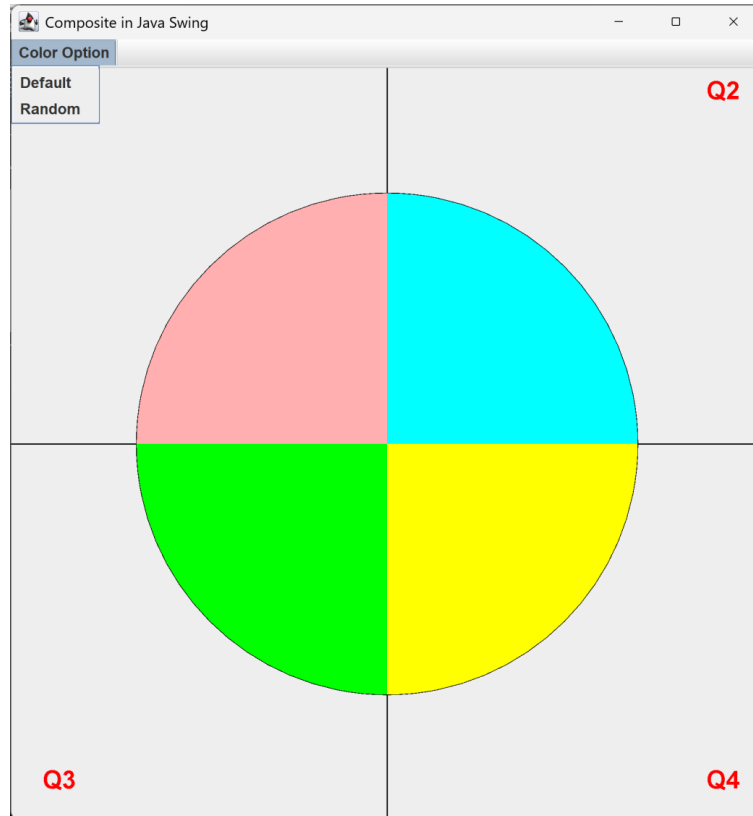 Composite in Java Swing
Color Option
Default
Random
Q2
Q3
Q4